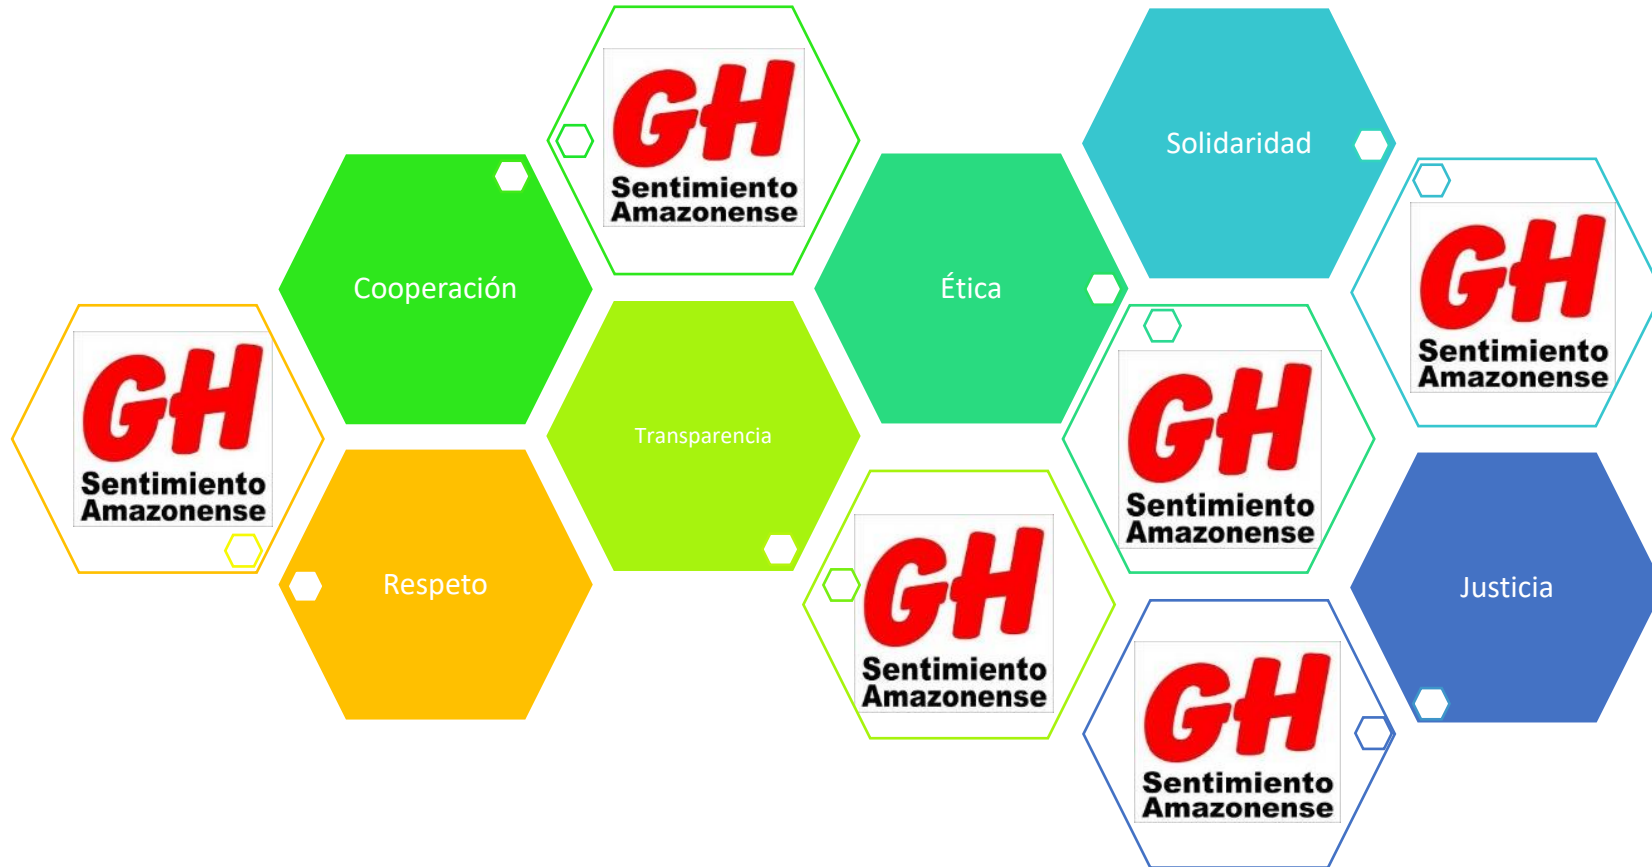 GH
Sentimiento
Amazonense
Solidaridad
Cooperación
Ética
GH
Sentimiento
Amazonense
GH
Sentimiento
Amazonense
Transparencia
GH
Sentimiento
Amazonense
Respeto
GH
Sentimiento
Amazonense
Justicia
GH
Sentimiento
Amazonense